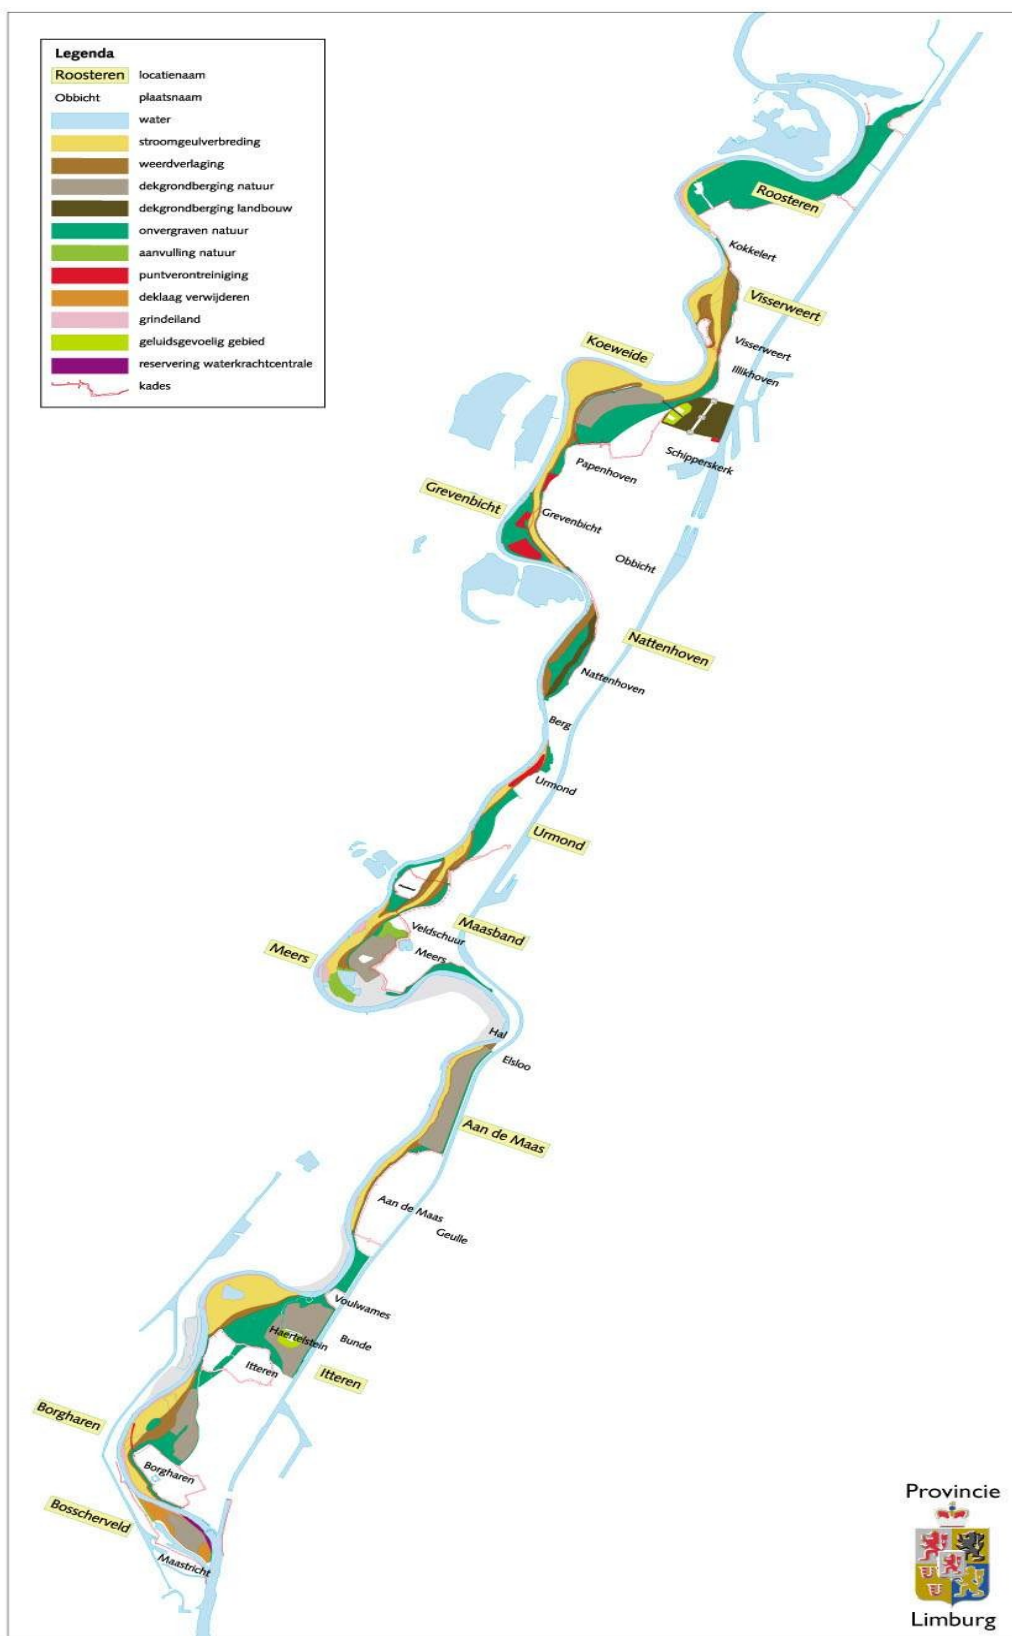 Legenda
Roosteren locatienaam
Obbicht plaatsnaam
water
stroomgeulverbreding
weerdverlaging
dekgrondberging natuur
dekgrondberging landbouw
onvergraven natuur
aanvulling natuur
puntverontreiniging
deklaag verwijderen
grindeiland
geluidsgevoelig gebied
reservering waterkrachtcentrale
kades
Roosteren
Kokkelert
Visserweert
Koeweide
Visserweert
Illikhoven
Schipperskerk
Papenhoven
Grevenbicht
Grevenbicht
Obbicht
Nattenhoven
Nattenhoven
Berg
Urmond
Urmond
Maasband
Veldschuur
Meers
Meers
Hal
Elsloo
Aan de Maas
Aan de Maas
Geulle
Voulwames
Haertelstein
Bunde
Itteren
Itteren
Borgharen
Borgharen
Bosscherveld
Maastricht
Provincie
Limburg